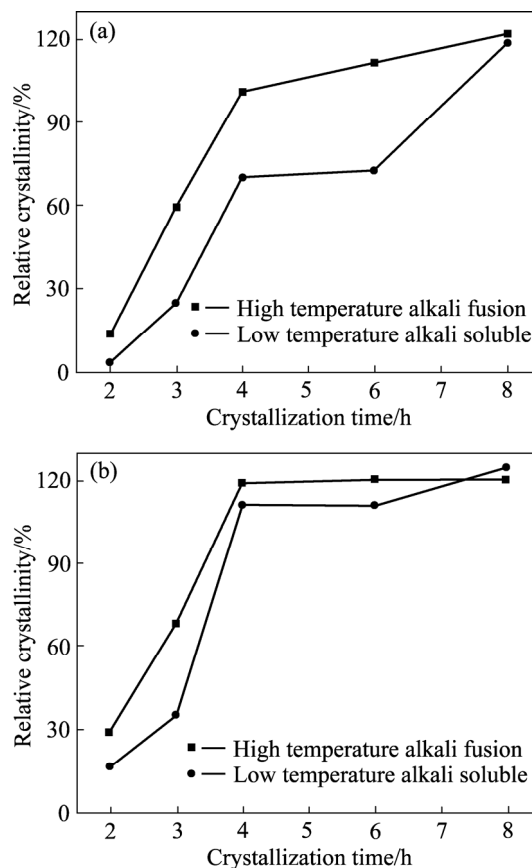 (a)
120
90
60
30
0
Relative crystallinity/%
High temperature alkali fusion
Low temperature alkali soluble
2 3 4 5 6 7 8
Crystallization time/h
(b)
120
90
60
30
0
Relative crystallinity/%
High temperature alkali fusion
Low temperature alkali soluble
2 3 4 5 6 7 8
Crystallization time/h